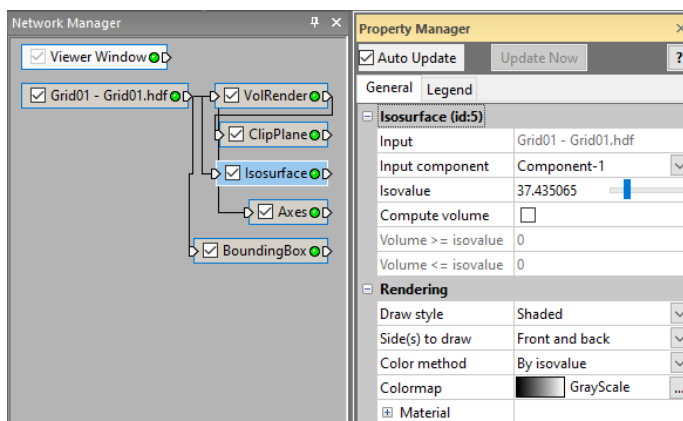 Network Manager
Viewer Window
Grid01 - Grid01.hdf
VolRender
ClipPlane
Isosurface
Axes
BoundingBox
Property Manager
Auto Update
Update Now
?
General
Legend
Isosurface (id:5)
Input
Grid01 - Grid01.hdf
Input component
Component-1
Isovalue
37.435065
Compute volume
Volume >= isovalue
0
Volume <= isovalue
0
Rendering
Draw style
Shaded
Side(s) to draw
Front and back
Color method
By isovalue
Colormap
GrayScale
...
Material